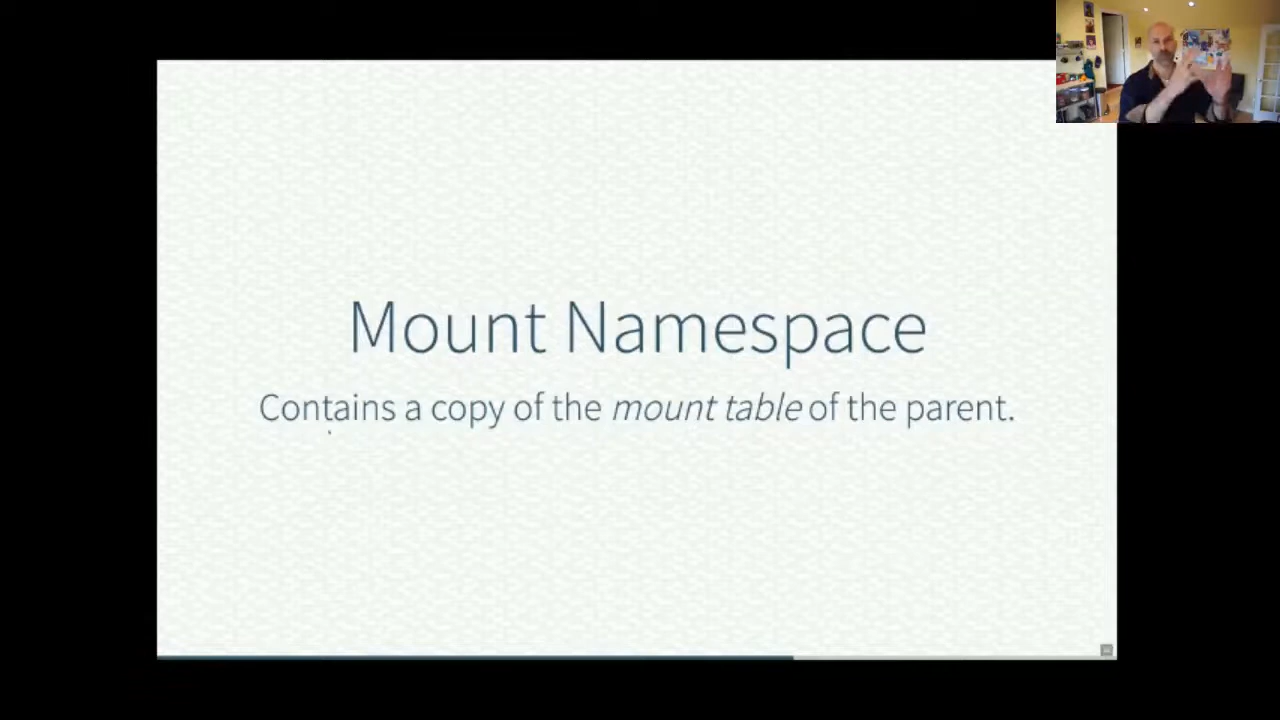 Mount Namespace
Contains a copy of the mount table of the parent.